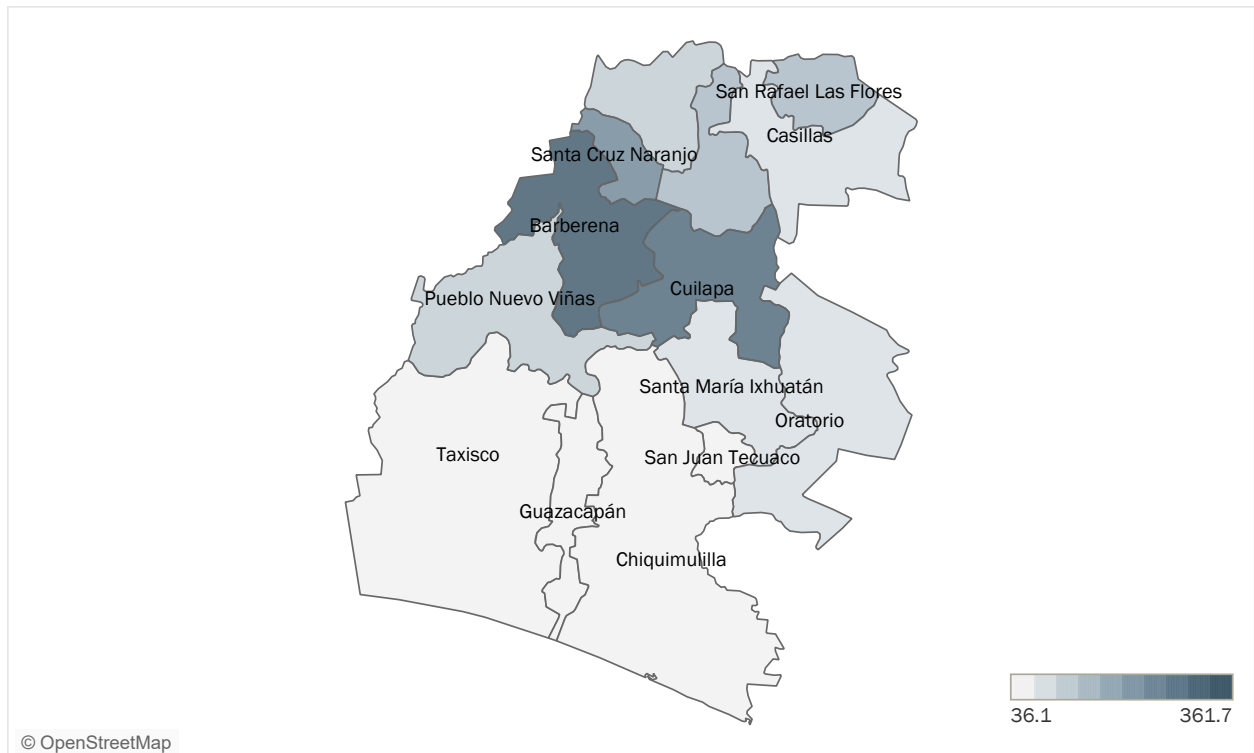 San Rafael Las Flores
Casillas
Santa Cruz Naranjo
Barberena
Cuilapa
Pueblo Nuevo Viñas
Santa María Ixhuatán
Oratorio
Taxisco
San Juan Tecuaco
Guazacapán
Chiquimulilla
36.1
361.7
© OpenStreetMap